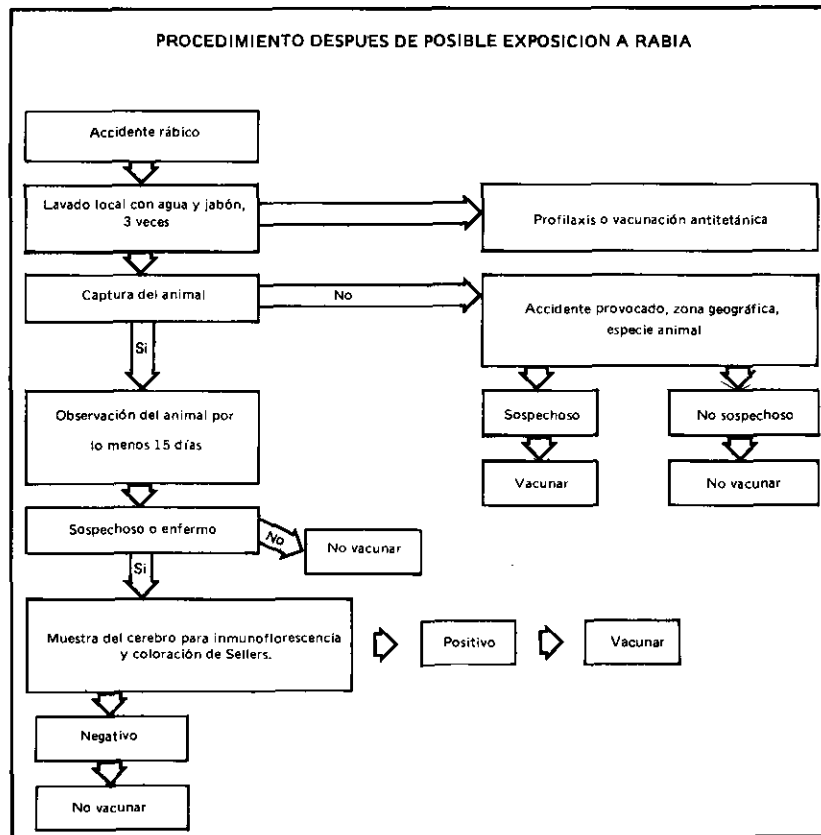 PROCEDIMIENTO DESPUES DE POSIBLE EXPOSICION A RABIA
Accidente rábico
Lavado local con agua y jabón,
3 veces
Profilaxis o vacunación antitetánica
Captura del animal
No
Accidente provocado, zona geográfica,
especie animal
Si
Sospechoso
No sospechoso
Vacunar
No vacunar
Observación del animal por
lo menos 15 días
Sospechoso o enfermo
No
No vacunar
Si
Muestra del cerebro para inmunoflorescencia
y coloración de Sellers.
Positivo
Vacunar
Negativo
No vacunar